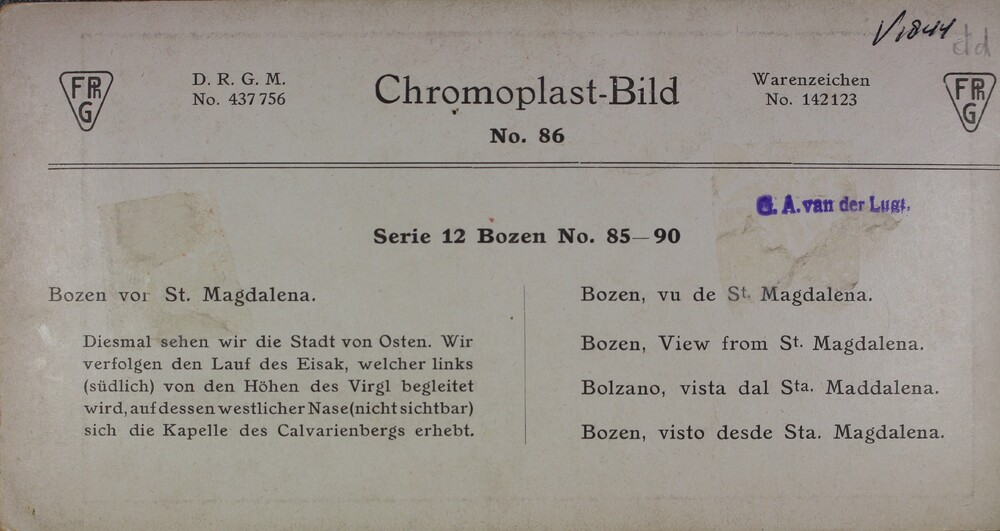 V1844
FPh
G
D. R. G. M.
No. 437 756
Chromoplast-Bild
No. 86
Warenzeichen
No. 142123
FPh
G
G. A. van der Lugt.
Serie 12 Bozen No. 85—90
Bozen vor St. Magdalena.
Diesmal sehen wir die Stadt von Osten. Wir
verfolgen den Lauf des Eisak, welcher links
(südlich) von den Höhen des Virgl begleitet
wird, auf dessen westlicher Nase (nicht sichtbar)
sich die Kapelle des Calvarienbergs erhebt.
Bozen, vu de St. Magdalena.
Bozen, View from St. Magdalena.
Bolzano, vista dal Sta. Maddalena.
Bozen, visto desde Sta. Magdalena.